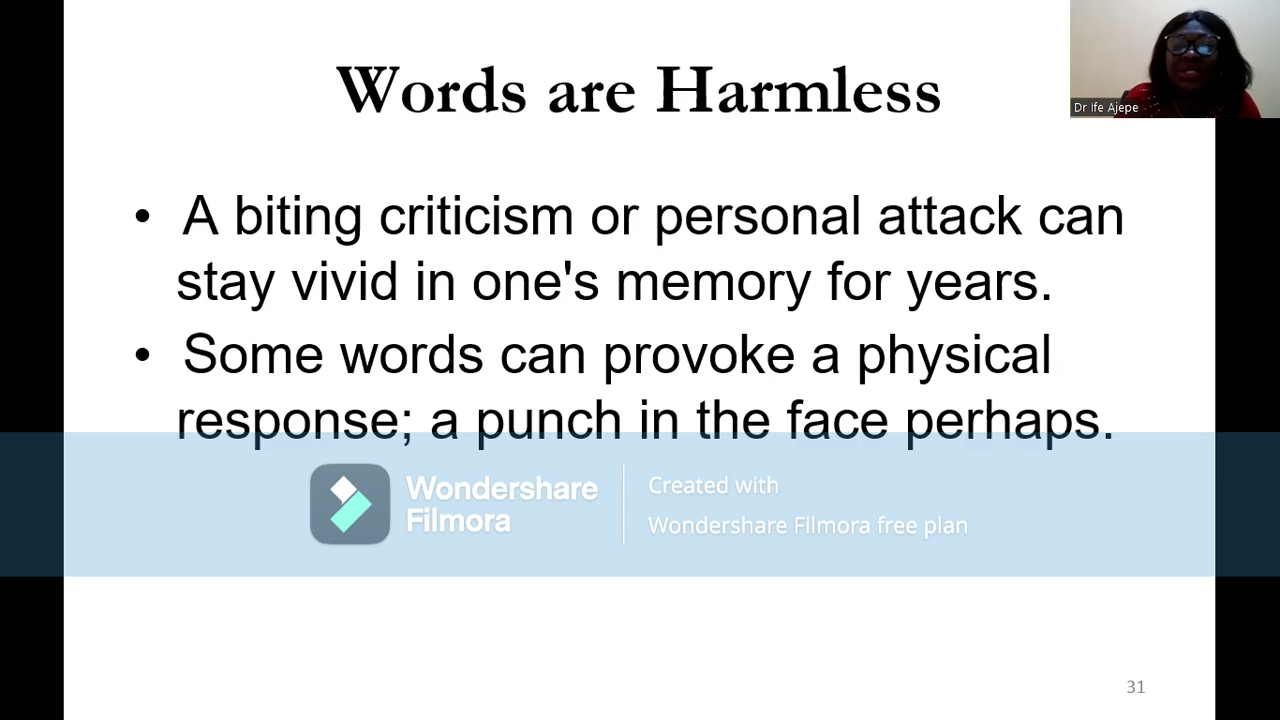 Words are Harmless
Dr Ife Ajepe
• A biting criticism or personal attack can
stay vivid in one's memory for years.
• Some words can provoke a physical
response; a punch in the face perhaps.
Wondershare
Filmora
Created with
Wondershare Filmora free plan
31